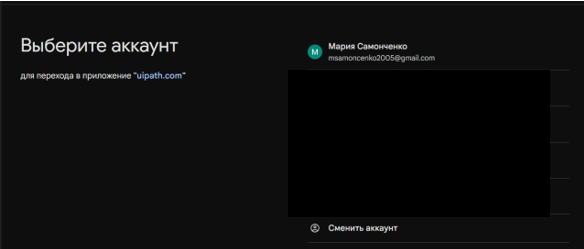 Выберите аккаунт
для перехода в приложение "uipath.com"
М
Мария Самонченко
msamoncenko2005@gmail.com
Сменить аккаунт